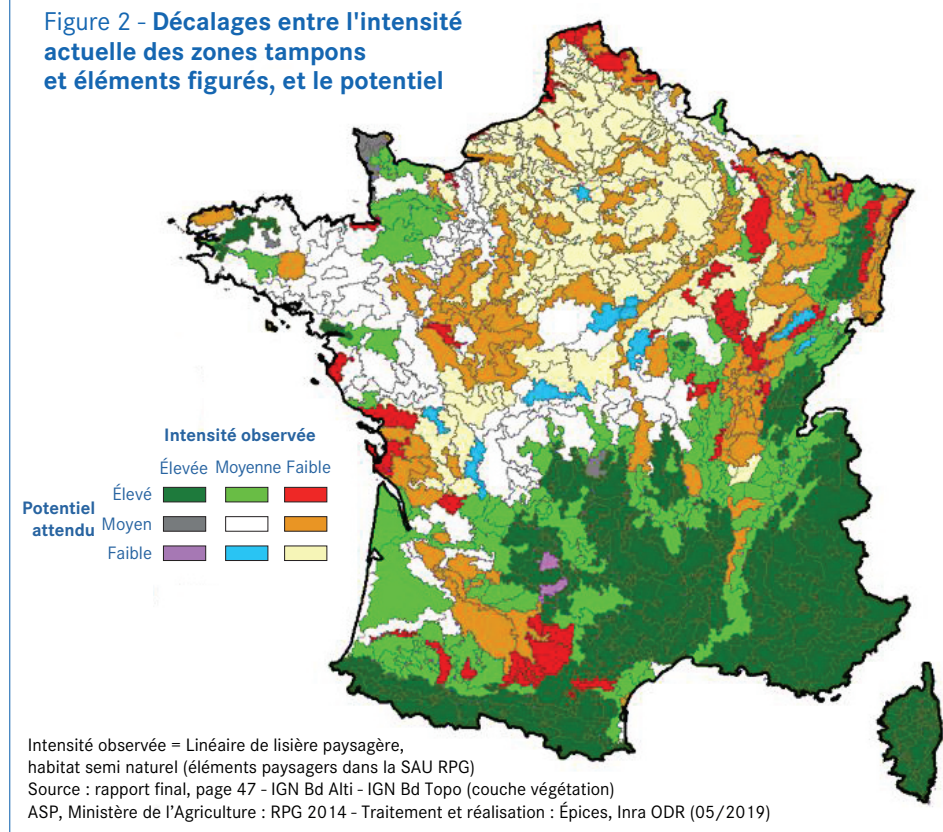 Figure 2 - Décalages entre l'intensité
actuelle des zones tampons
et éléments figurés, et le potentiel
Intensité observée
Élevée Moyenne Faible
Potentiel
attendu
Élevé
Moyen
Faible
Intensité observée = Linéaire de lisière paysagère,
habitat semi naturel (éléments paysagers dans la SAU RPG)
Source : rapport final, page 47 - IGN Bd Alti - IGN Bd Topo (couche végétation)
ASP, Ministère de l'Agriculture : RPG 2014 - Traitement et réalisation : Épices, Inra ODR (05/2019)